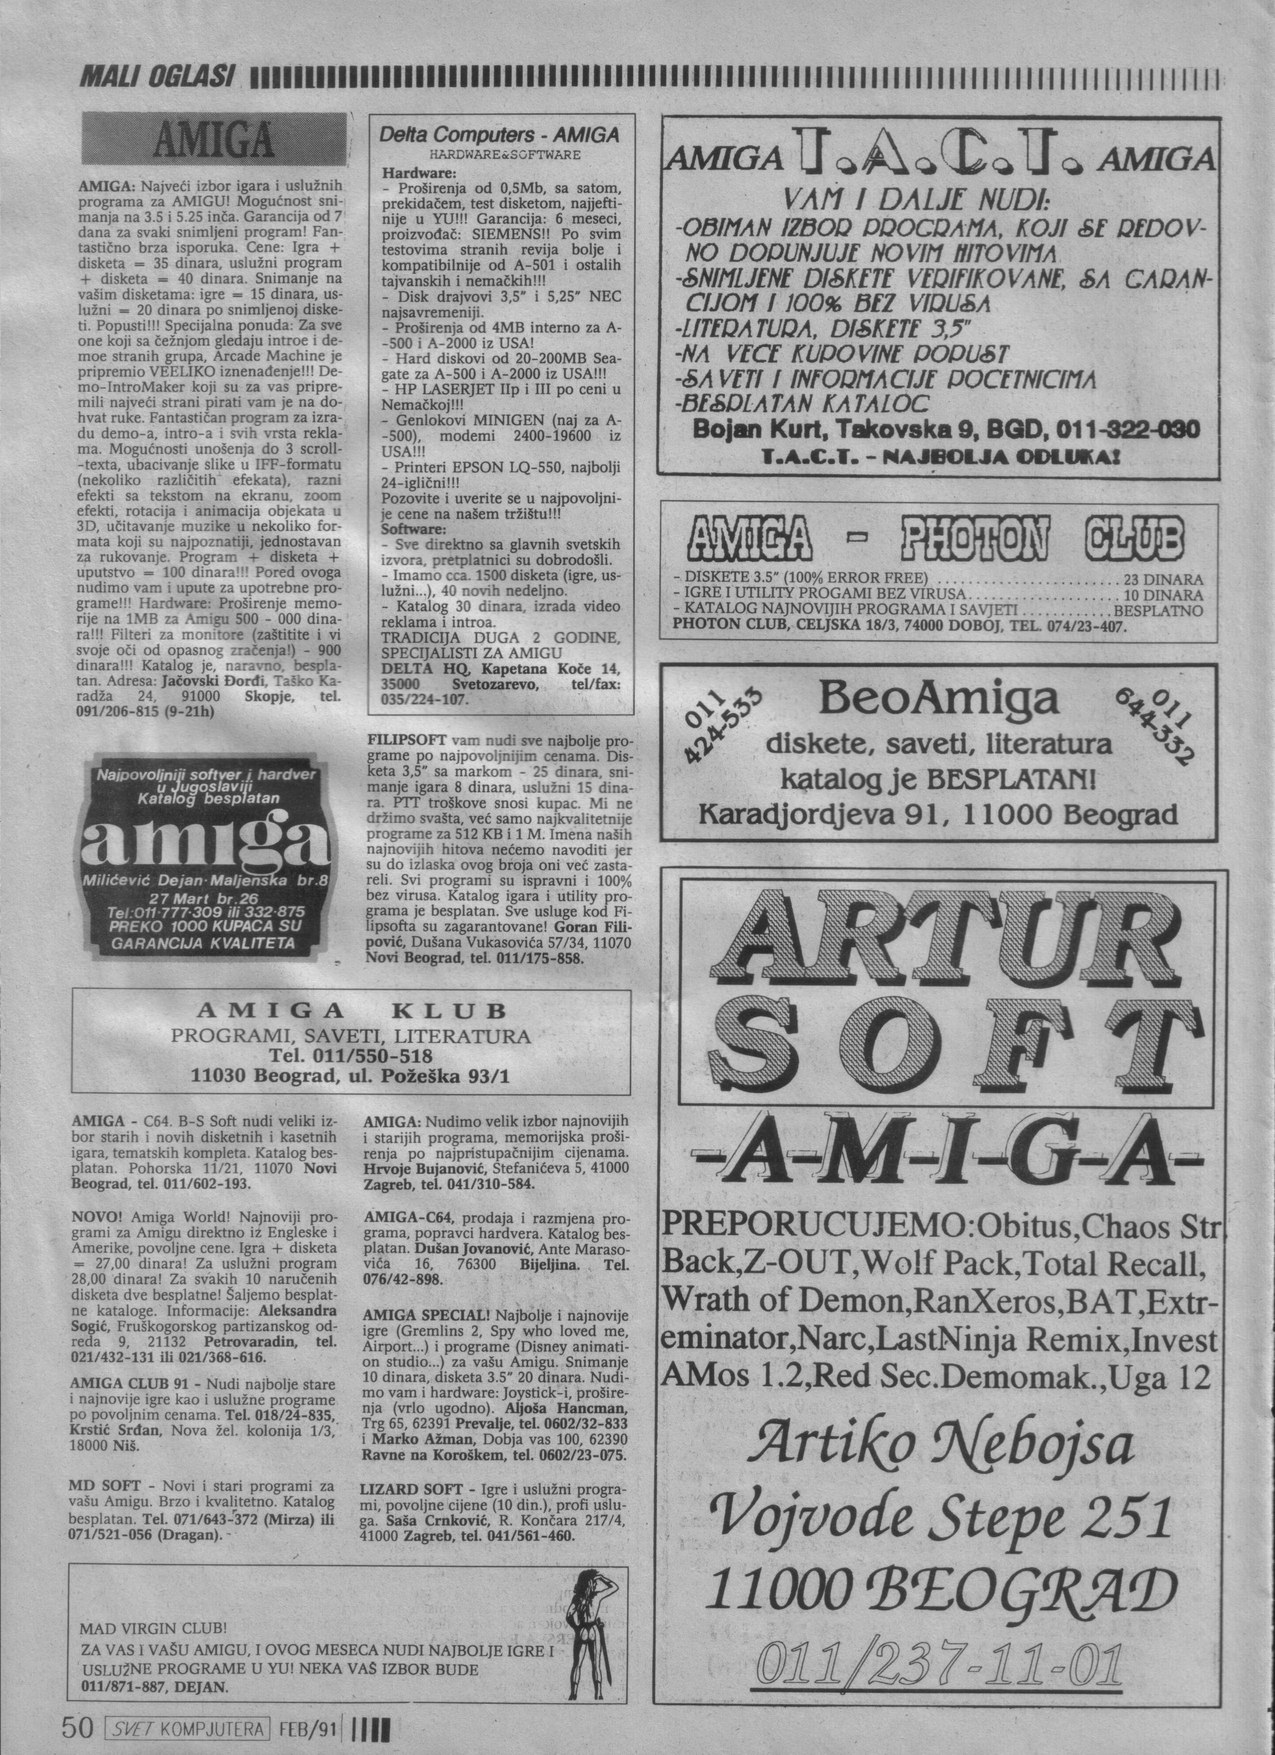 MALI OGLASI
AMIGA
AMIGA: Najveći izbor igara i uslužnih
programa za AMIGU! Mogućnost sni-
manja na 3.5 i 5.25 inča. Garancija od 7
dana za svaki snimljeni program! Fan-
tastično brza isporuka. Cene: Igra +
disketa = 35 dinara, uslužni program
+ disketa = 40 dinara. Snimanje na
vašim disketama: igre = 15 dinara, us-
lužni = 20 dinara po snimljenoj diske-
ti. Popusti!!! Specijalna ponuda: Za sve
one koji sa čežnjom gledaju introe i de-
moe stranih grupa, Arcade Machine je
pripremio VEELIKO iznenađenje!!! De-
mo-IntroMaker koji su za vas pripre-
mili najveći strani pirati vam je na do-
hvat ruke. Fantastičan program za izra-
du demo-a, intro-a i svih vrsta rekla-
ma. Mogućnosti unošenja do 3 scroll-
-texta, ubacivanje slike u IFF-formatu
(nekoliko različitih efekata), razni
efekti sa tekstom na ekranu, zoom
efekti, rotacija i animacija objekata u
3D, učitavanje muzike u nekoliko for-
mata koji su najpoznatiji, jednostavan
za rukovanje. Program + disketa +
uputstvo = 100 dinara!!! Pored ovoga
nudimo vam i upute za upotrebne pro-
grame!!! Hardware: Proširenje memo-
rije na 1MB za Amigu 500 - 000 dina-
ra!!! Filteri za monitore (zaštitite i vi
svoje oči od opasnog zračenja!) - 900
dinara!!! Katalog je, naravno, bespla-
tan. Adresa: Jačovski Đorđi, Taško Ka-
radža 24, 91000 Skopje, tel.
091/206-815 (9-21h)
Najpovoljniji softver i hardver
u Jugoslaviji
Katalog besplatan
amiga
Milićević Dejan-Maljenska br.8
27 Mart br.26
Tel:011-777-309 ili 332-875
PREKO 1000 KUPACA SU
GARANCIJA KVALITETA
Delta Computers - AMIGA
HARDWARE&SOFTWARE
Hardware:
- Proširenja od 0,5Mb, sa satom,
prekidačem, test disketom, najjefti-
nije u YU!!! Garancija: 6 meseci,
proizvođač: SIEMENS!! Po svim
testovima stranih revija bolje i
kompatibilnije od A-501 i ostalih
tajvanskih i nemačkih!!!
- Disk drajvovi 3,5″ i 5,25″ NEC
najsavremeniji.
- Proširenja od 4MB interno za A-
-500 i A-2000 iz USA!
- Hard diskovi od 20-200MB Sea-
gate za A-500 i A-2000 iz USA!!!
- HP LASERJET IIp i III po ceni u
Nemačkoj!!!
- Genlokovi MINIGEN (naj za A-
-500), modemi 2400-19600 iz
USA!!!
- Printeri EPSON LQ-550, najbolji
24-iglični!!!
Pozovite i uverite se u najpovoljni-
je cene na našem tržištu!!!
Software:
- Sve direktno sa glavnih svetskih
izvora, pretplatnici su dobrodošli.
- Imamo cca. 1500 disketa (igre, us-
lužni...), 40 novih nedeljno.
- Katalog 30 dinara, izrada video
reklama i introa.
TRADICIJA DUGA 2 GODINE,
SPECIJALISTI ZA AMIGU
DELTA HQ, Kapetana Koče 14,
35000 Svetozarevo, tel/fax:
035/224-107.
FILIPSOFT vam nudi sve najbolje pro-
grame po najpovoljnijim cenama. Dis-
keta 3,5″ sa markom - 25 dinara, sni-
manje igara 8 dinara, uslužni 15 dina-
ra. PTT troškove snosi kupac. Mi ne
držimo svašta, već samo najkvalitetnije
programe za 512 KB i 1 M. Imena naših
najnovijih hitova nećemo navoditi jer
su do izlaska ovog broja oni već zasta-
reli. Svi programi su ispravni i 100%
bez virusa. Katalog igara i utility pro-
grama je besplatan. Sve usluge kod Fi-
lipsofta su zagarantovane! Goran Fili-
pović, Dušana Vukasovića 57/34, 11070
Novi Beograd, tel. 011/175-858.
AMIGA KLUB
PROGRAMI, SAVETI, LITERATURA
Tel. 011/550-518
11030 Beograd, ul. Požeška 93/1
AMIGA - C64. B-S Soft nudi veliki iz-
bor starih i novih disketnih i kasetnih
igara, tematskih kompleta. Katalog bes-
platan. Pohorska 11/21, 11070 Novi
Beograd, tel. 011/602-193.
NOVO! Amiga World! Najnoviji pro-
grami za Amigu direktno iz Engleske i
Amerike, povoljne cene. Igra + disketa
= 27,00 dinara! Za uslužni program
28,00 dinara! Za svakih 10 naručenih
disketa dve besplatne! Šaljemo besplat-
ne kataloge. Informacije: Aleksandra
Sogić, Fruškogorskog partizanskog od-
reda 9, 21132 Petrovaradin, tel.
021/432-131 ili 021/368-616.
AMIGA CLUB 91 - Nudi najbolje stare
i najnovije igre kao i uslužne programe
po povoljnim cenama. Tel. 018/24-835,
Krstić Srđan, Nova žel. kolonija 1/3,
18000 Niš.
MD SOFT - Novi i stari programi za
vašu Amigu. Brzo i kvalitetno. Katalog
besplatan. Tel. 071/643-372 (Mirza) ili
071/521-056 (Dragan).
AMIGA: Nudimo velik izbor najnovijih
i starijih programa, memorijska proši-
renja po najpristupačnijim cijenama.
Hrvoje Bujanović, Štefanićeva 5, 41000
Zagreb, tel. 041/310-584.
AMIGA-C64, prodaja i razmjena pro-
grama, popravci hardvera. Katalog bes-
platan. Dušan Jovanović, Ante Maraso-
vića 16, 76300 Bijeljina. Tel.
076/42-898.
AMIGA SPECIAL! Najbolje i najnovije
igre (Gremlins 2, Spy who loved me,
Airport...) i programe (Disney animati-
on studio...) za vašu Amigu. Snimanje
10 dinara, disketa 3.5″ 20 dinara. Nudi-
mo vam i hardware: Joystick-i, prošire-
nja (vrlo ugodno). Aljoša Hancman,
Trg 65, 62391 Prevalje, tel. 0602/32-833
i Marko Ažman, Dobja vas 100, 62390
Ravne na Koroškem, tel. 0602/23-075.
LIZARD SOFT - Igre i uslužni progra-
mi, povoljne cijene (10 din.), profi uslu-
ga. Saša Crnković, R. Končara 217/4,
41000 Zagreb, tel. 041/561-460.
MAD VIRGIN CLUB!
ZA VAS I VAŠU AMIGU, I OVOG MESECA NUDI NAJBOLJE IGRE I
USLUŽNE PROGRAME U YU! NEKA VAŠ IZBOR BUDE
011/871-887, DEJAN.
AMIGA T.A.C.T. AMIGA
VAM I DALJE NUDI:
-OBIMAN IZBOR PROGRAMA, KOJI SE REDOV-
NO DOPUNJUJE NOVIM HITOVIMA
-SNIMLJENE DISKETE VERIFIKOVANE, SA GARAN-
CIJOM I 100% BEZ VIRUSA
-LITERATURA, DISKETE 3,5"
-NA VECE KUPOVINE POPUST
-SAVETI I INFORMACIJE POCETNICIMA
-BESPLATAN KATALOG
Bojan Kurt, Takovska 9, BGD, 011-322-030
T.A.C.T. - NAJBOLJA ODLUKA!
AMIGA - PHOTON CLUB
- DISKETE 3.5″ (100% ERROR FREE) ........................ 23 DINARA
- IGRE I UTILITY PROGAMI BEZ VIRUSA.................... 10 DINARA
- KATALOG NAJNOVIJIH PROGRAMA I SAVJETI ............BESPLATNO
PHOTON CLUB, CELJSKA 18/3, 74000 DOBOJ, TEL. 074/23-407.
011
424-533
BeoAmiga
011
644-332
diskete, saveti, literatura
katalog je BESPLATAN!
Karadjordjeva 91, 11000 Beograd
ARTUR
SOFT
-A-M-I-G-A-
PREPORUCUJEMO:Obitus,Chaos Str
Back,Z-OUT,Wolf Pack,Total Recall,
Wrath of Demon,RanXeros,BAT,Extr-
eminator,Narc,LastNinja Remix,Invest
AMos 1.2,Red Sec.Demomak.,Uga 12
Artiko Nebojsa
Vojvode Stepe 251
11000 BEOGRAD
011/237-11-01
50 SVET KOMPJUTERA FEB/91